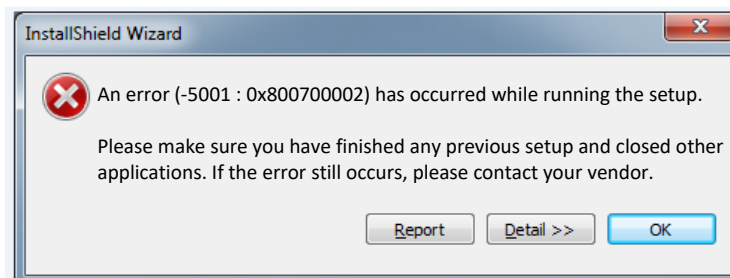 InstallShield Wizard
An error (-5001 : 0x800700002) has occurred while running the setup.
Please make sure you have finished any previous setup and closed other
applications. If the error still occurs, please contact your vendor.
Report Detail >> OK